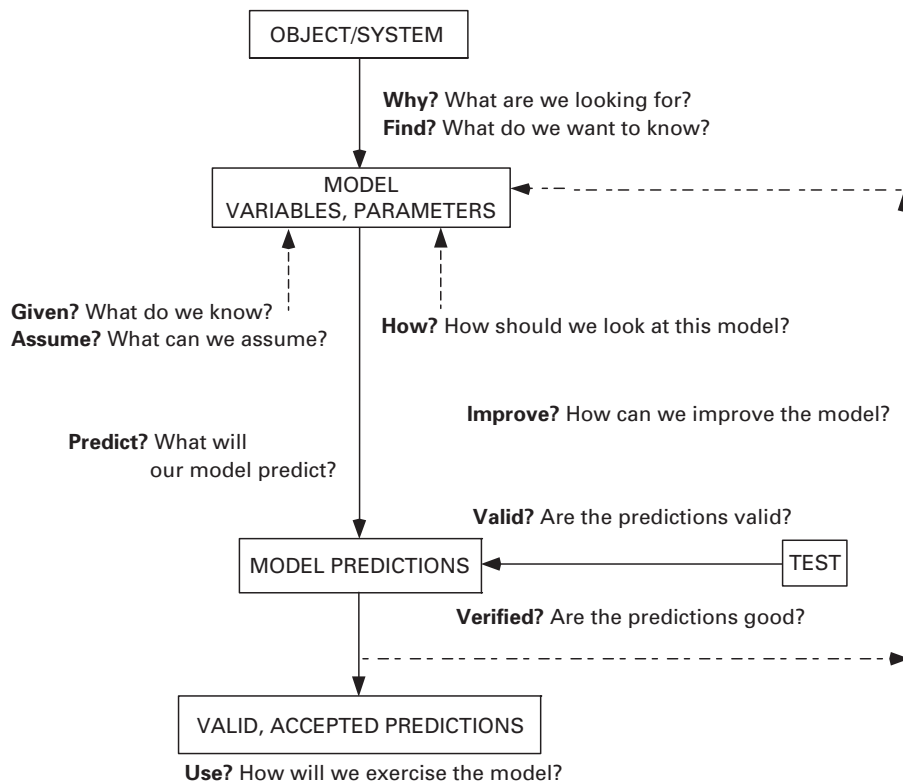 OBJECT/SYSTEM
Why? What are we looking for?
Find? What do we want to know?
MODEL
VARIABLES, PARAMETERS
Given? What do we know?
Assume? What can we assume?
How? How should we look at this model?
Improve? How can we improve the model?
Predict? What will
our model predict?
Valid? Are the predictions valid?
MODEL PREDICTIONS
TEST
Verified? Are the predictions good?
VALID, ACCEPTED PREDICTIONS
Use? How will we exercise the model?